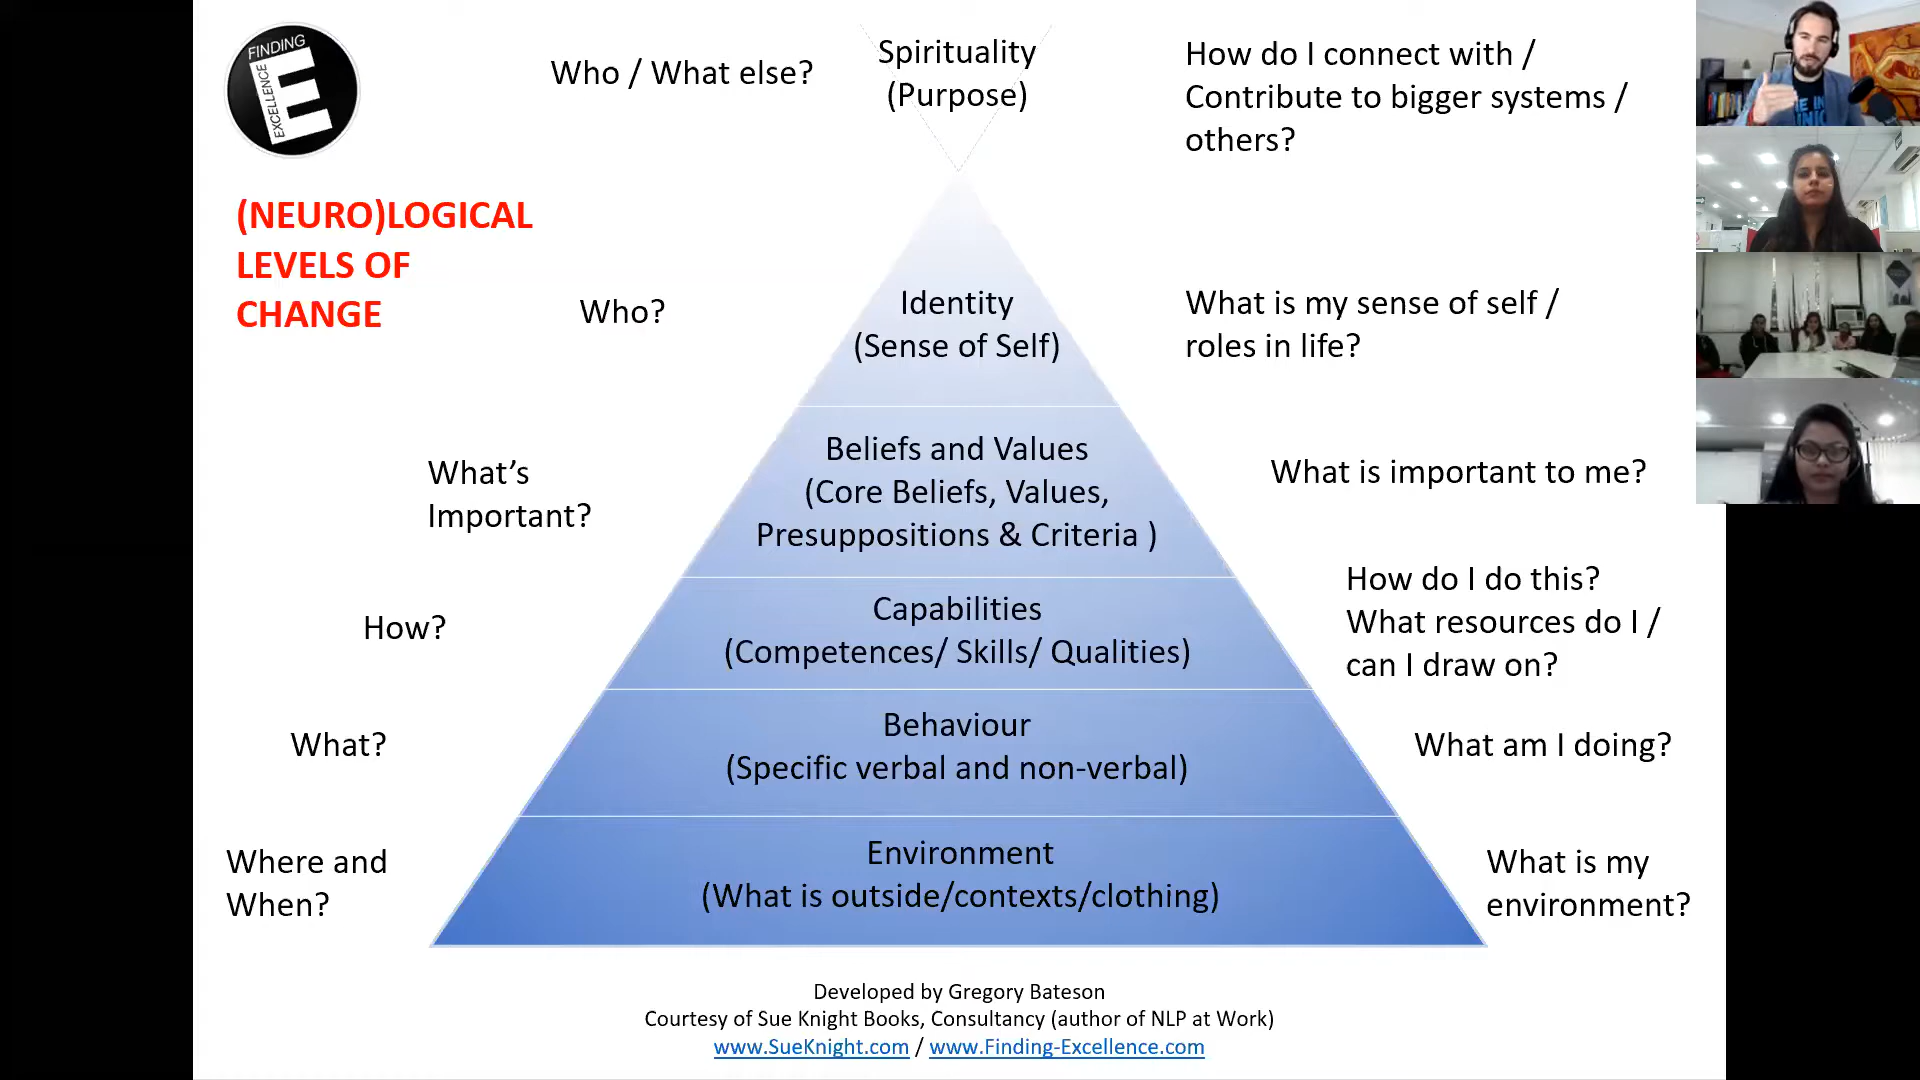 FINDING
EXCELLENCE
E
(NEURO)LOGICAL
LEVELS OF
CHANGE
Who / What else?
Spirituality
(Purpose)
How do I connect with /
Contribute to bigger systems /
others?
Who?
Identity
(Sense of Self)
What is my sense of self /
roles in life?
What’s
Important?
Beliefs and Values
(Core Beliefs, Values,
Presuppositions & Criteria )
What is important to me?
How?
Capabilities
(Competences/ Skills/ Qualities)
How do I do this?
What resources do I /
can I draw on?
What?
Behaviour
(Specific verbal and non-verbal)
What am I doing?
Where and
When?
Environment
(What is outside/contexts/clothing)
What is my
environment?
Developed by Gregory Bateson
Courtesy of Sue Knight Books, Consultancy (author of NLP at Work)
www.SueKnight.com / www.Finding-Excellence.com